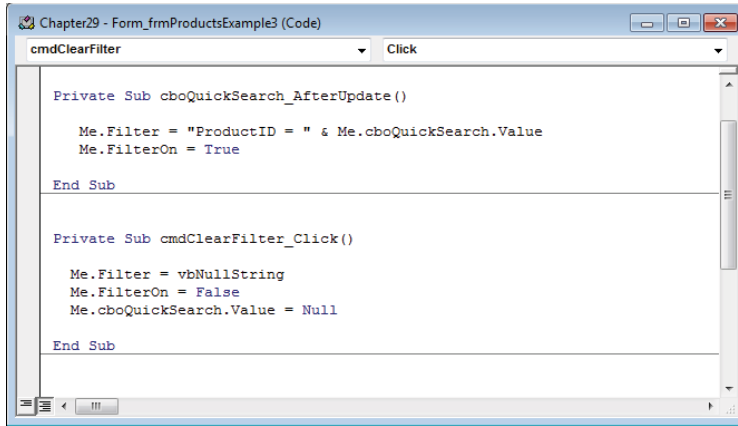 Chapter29 - Form_frmProductsExample3 (Code)
cmdClearFilter Click
Private Sub cboQuickSearch_AfterUpdate()
Me.Filter = "ProductID = " & Me.cboQuickSearch.Value
Me.FilterOn = True
End Sub
Private Sub cmdClearFilter_Click()
Me.Filter = vbNullString
Me.FilterOn = False
Me.cboQuickSearch.Value = Null
End Sub